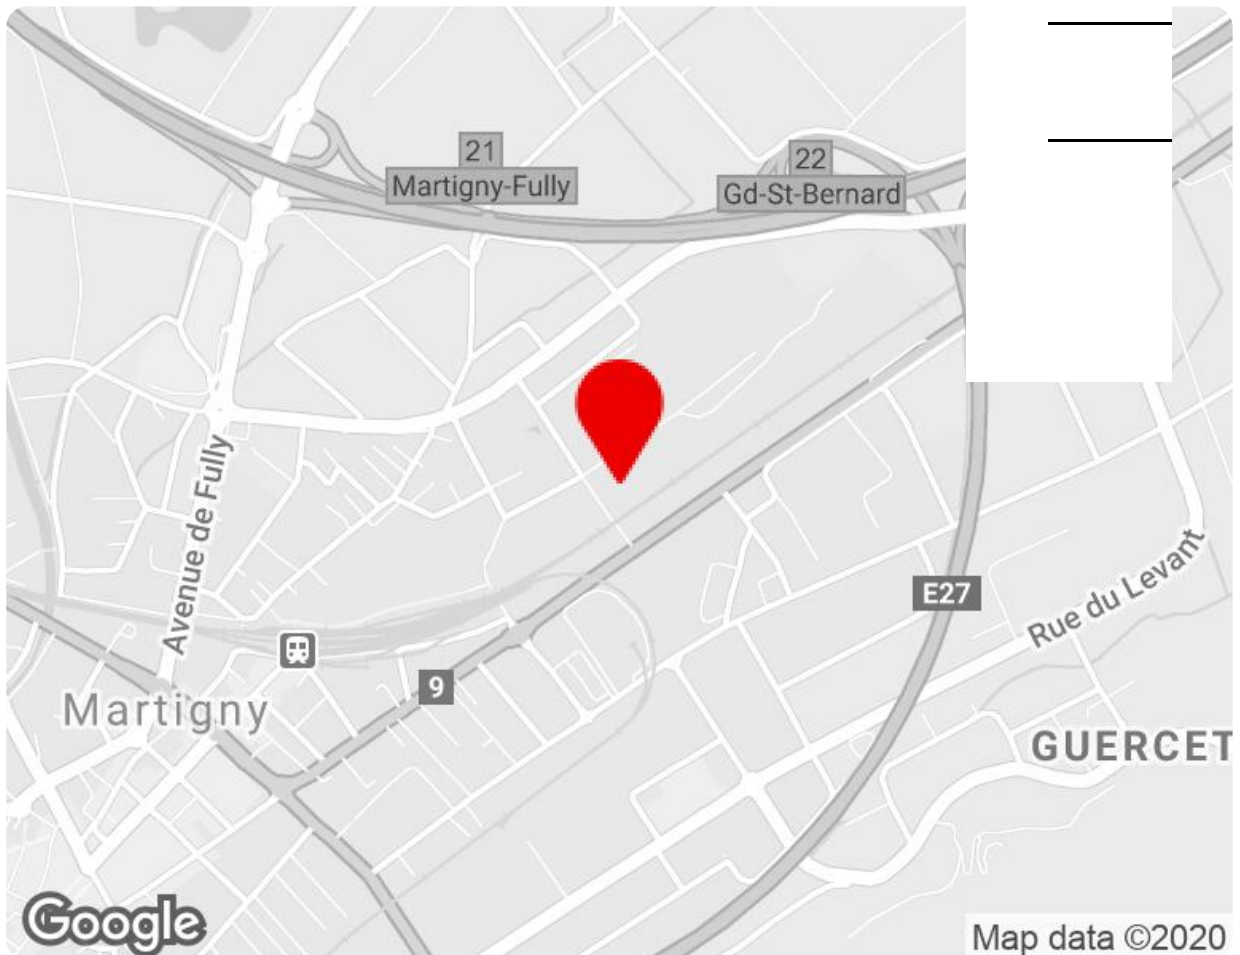 21
Martigny-Fully
22
Gd-St-Bernard
Avenue de Fully
E27
Rue du Levant
9
Martigny
GUERCET
Google
Map data ©2020